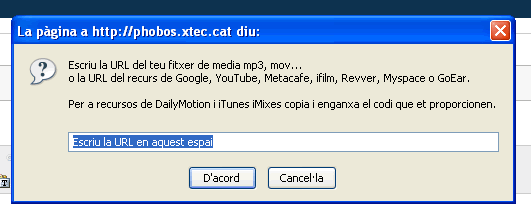 La pàgina a http://phobos.xtec.cat diu:
Escriu la URL del teu fitxer de media mp3, mov...
o la URL del recurs de Google, YouTube, Metacafe, ifilm, Revver, Myspace o GoEar.
Per a recursos de DailyMotion i iTunes iMixes copia i enganxa el codi que et proporcionen.
Escriu la URL en aquest espai
D'acord
Cancel·la